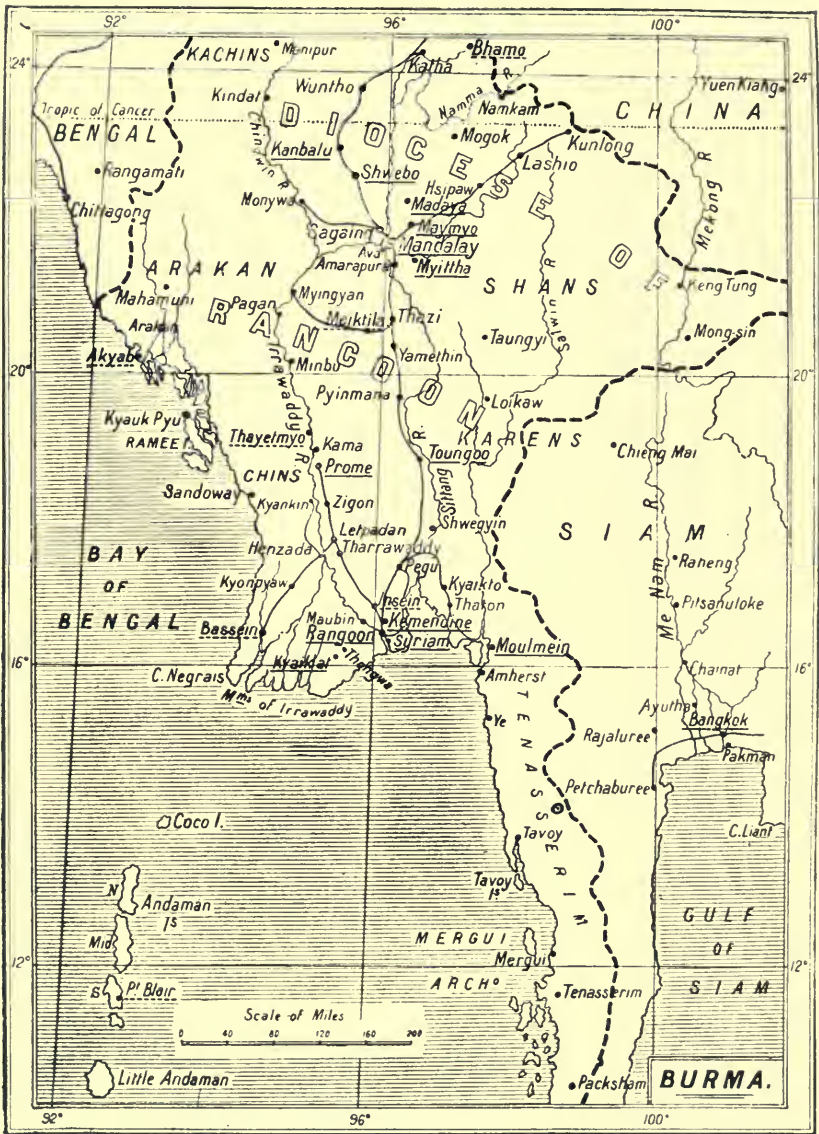 92°
96°
100°
24°
KACHINS
Manipur
Katha
Bhamo
24°
Yuen Kiang
Wuntho
Kindat
Namma R.
Namkam
CHINA
Tropic of Cancer
BENGAL
Chindwin R.
Mogok
Kunlong
Kanbalu
Lashio
Rangamati
Shwebo
Hsipaw
Mekong R
Chittagong
Monywa
Madaya
Maymyo
Sagaing
Mandalay
Ava
Amarapura
Myittha
ARAKAN
SHANS
Keng Tung
Mahamuni
Pagan
Myingyan
Salwin R
Arakan
Meiktila
Thazi
Taungyi
Mong-sin
DIOCESE OF
RANGOON
Akyab
Yamethin
20°
Minbu
20°
Irrawaddy R.
Pyinmana
Loikaw
Kyauk Pyu
RAMEE I
Thayetmyo
KARENS
Kama
Chieng Mai
Prome
Toungoo
CHINS
Sittang R.
Sandoway
Kyankin
Zigon
Shwegyin
SIAM
Letpadan
Henzada
Tharrawaddy
BAY
OF
BENGAL
Pegu
Raheng
Kyonpyaw
Kyaikto
Insein
Thaton
Pitsanuloke
Me Nam R
Maubin
Kemendine
Bassein
Rangoon
Syriam
Moulmein
16°
Kyaiklat
Thongwa
16°
C. Negrais
Amherst
Chainat
Mths of Irrawaddy
Ayutha
Ye
Bangkok
Rajaluree
Pakman
TENASSERIM
Petchaburee
Coco I.
Tavoy
C. Liant
N
Andaman
Is
Tavoy
Is
GULF
OF
SIAM
Mid
MERGUI
ARCHo
Mergui
12°
12°
S
Pt Blair
Tenasserim
Scale of Miles
0 40 80 120 160 200
Little Andaman
Packsham
BURMA.
92°
96°
100°